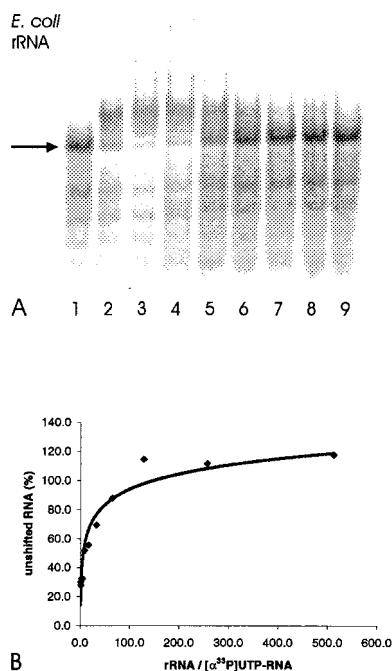 E. coli
rRNA
A 1 2 3 4 5 6 7 8 9
140.0
120.0
100.0
80.0
60.0
40.0
20.0
0.0
unshifted RNA (%)
0.0 100.0 200.0 300.0 400.0 500.0 600.0
B rRNA / [α³³P]UTP-RNA